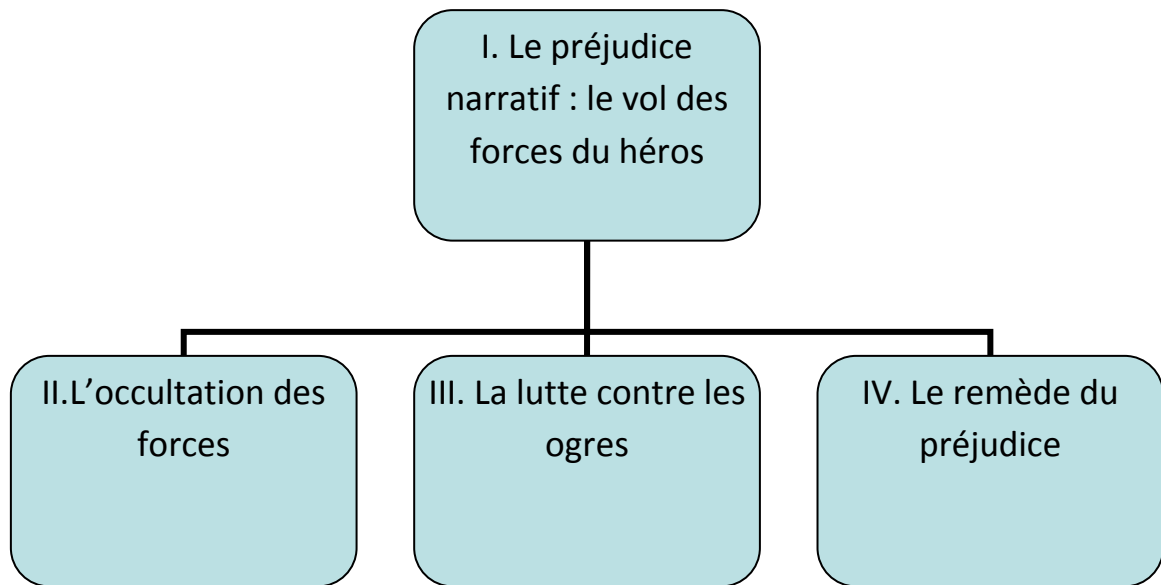 I. Le préjudice
narratif : le vol des
forces du héros
II.L’occultation des
forces
III. La lutte contre les
ogres
IV. Le remède du
préjudice